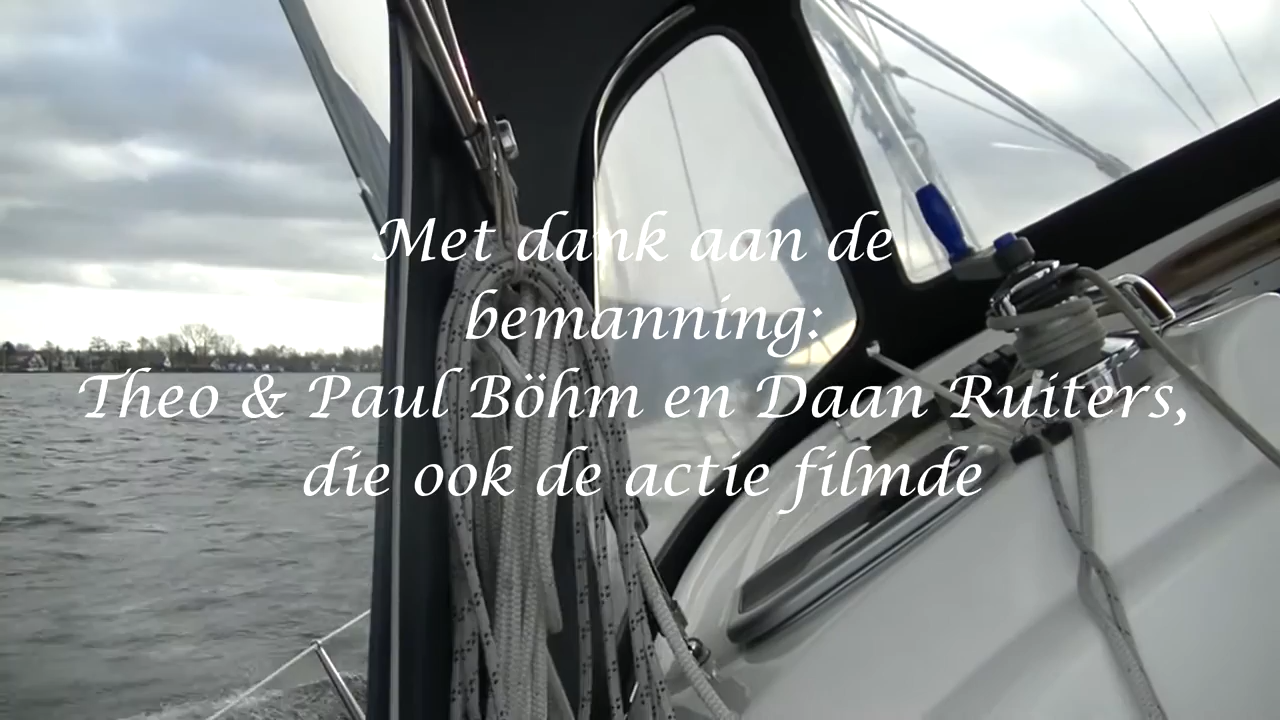 Met dank aan de
bemanning:
Theo & Paul Böhm en Daan Ruiters,
die ook de actie filmde